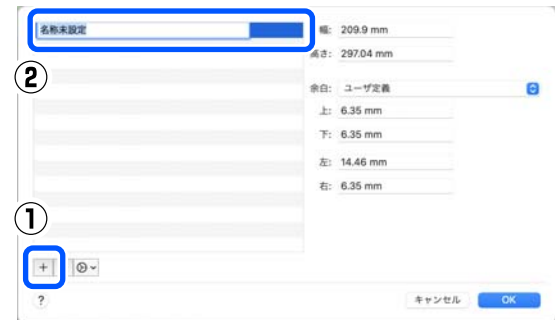 名称未設定
幅: 209.9 mm
高さ: 297.04 mm
②
余白: ユーザ定義
上: 6.35 mm
下: 6.35 mm
左: 14.46 mm
右: 6.35 mm
①
+
?
キャンセル
OK